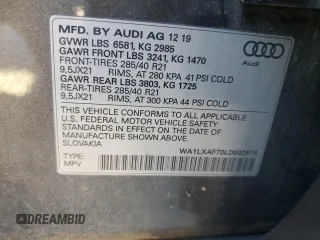 MFD. BY AUDI AG 12 19
GVWR LBS 6581, KG 2985
GAWR FRONT LBS 3241, KG 1470
FRONT-TIRES 285/40 R21
9,5JX21 RIMS, AT 280 KPA 41 PSI COLD
GAWR REAR LBS 3803, KG 1725
REAR-TIRES 285/40 R21
9,5JX21 RIMS, AT 300 KPA 44 PSI COLD
THIS VEHICLE CONFORMS TO ALL APPLICABLE
U.S. FEDERAL MOTOR VEHICLE SAFETY
STANDARDS IN EFFECT ON THE DATE OF
MANUFACTURE SHOWN ABOVE.
SLOVAKIA
TYPE:
MPV
Audi
DREAMBID
DREAMBID.COM